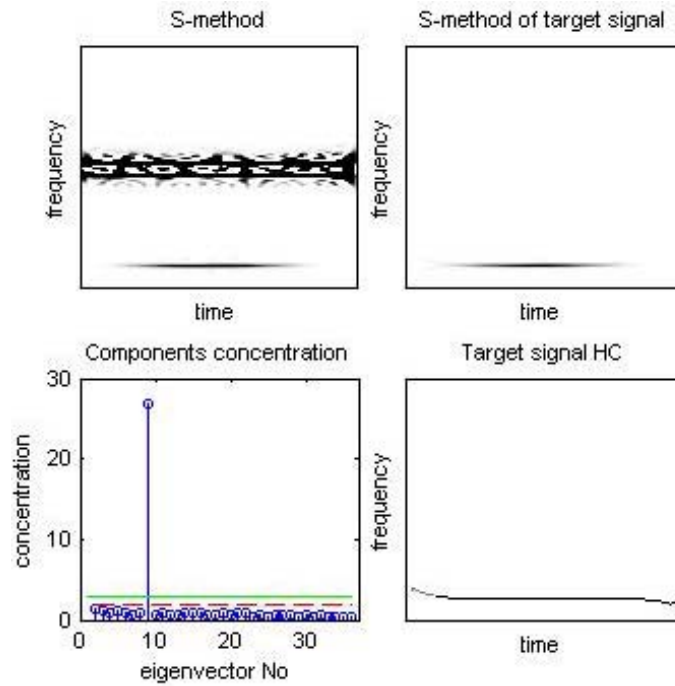 S-method
S-method of target signal
frequency
frequency
time
time
Components concentration
Target signal HC
30
20
10
0
concentration
frequency
0
10
20
30
eigenvector No
time